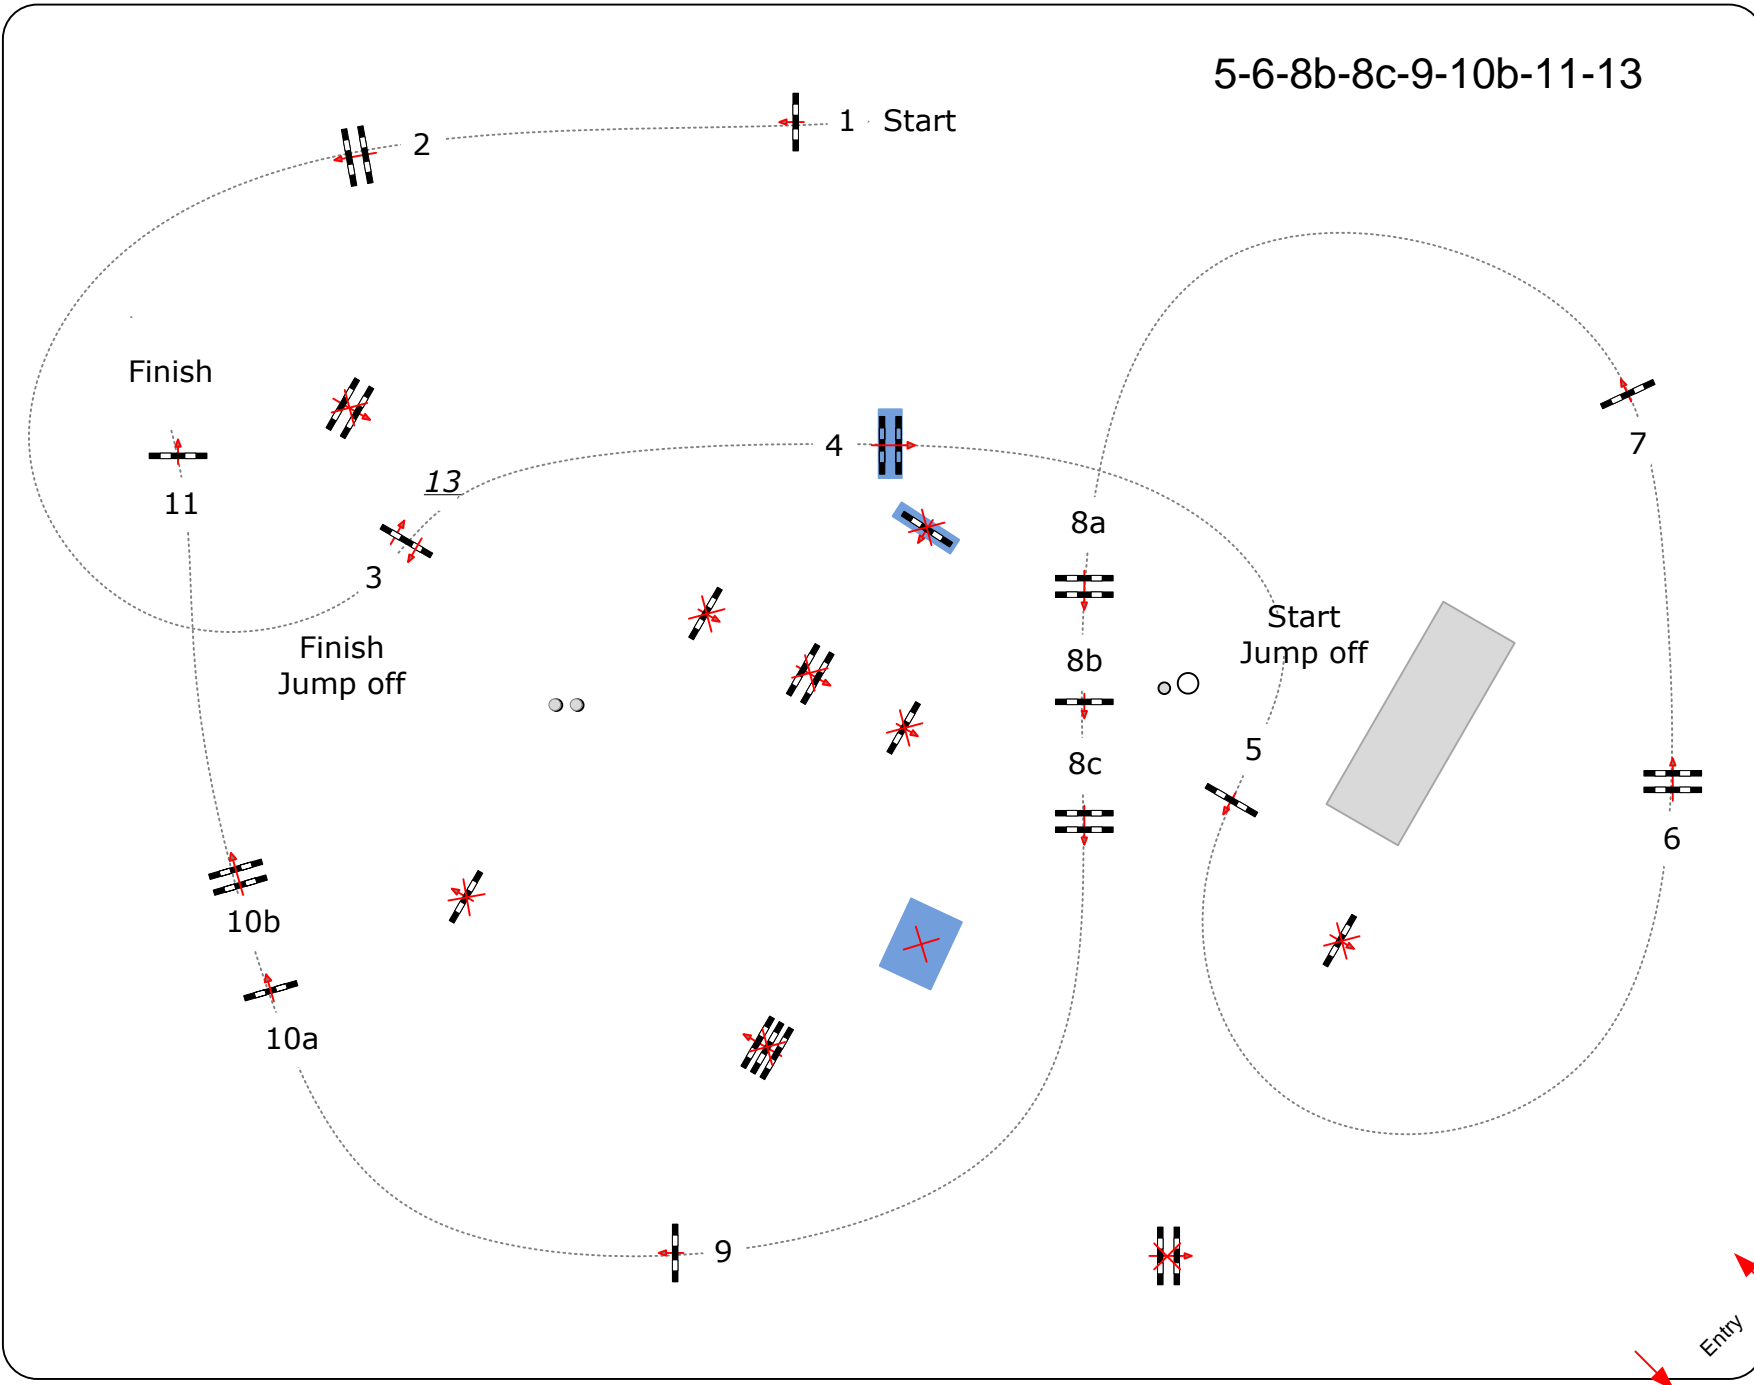 5-6-8b-8c-9-10b-11-13
1 Start
2
Finish
4
7
13
11
8a
3
Start
Jump off
Finish
Jump off
8b
5
8c
6
10b
10a
9
Entry